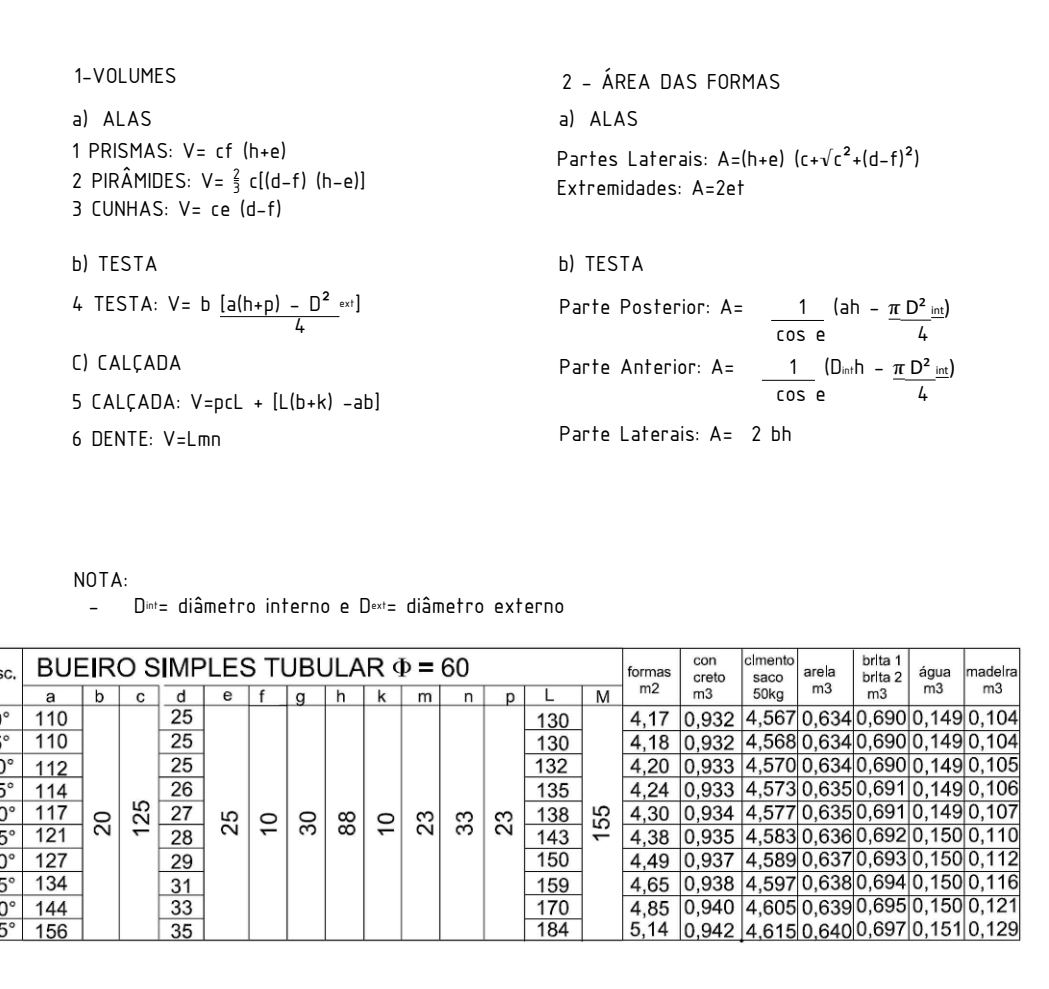 1-VOLUMES
a) ALAS
1 PRISMAS: V= cf (h+e)
2 PIRÂMIDES: V= 2/3 c[(d-f) (h-e)]
3 CUNHAS: V= ce (d-f)
b) TESTA
4 TESTA: V= b [a(h+p) - D² ext]
4
C) CALÇADA
5 CALÇADA: V=pcL + [L(b+k) -ab]
6 DENTE: V=Lmn
2 - ÁREA DAS FORMAS
a) ALAS
Partes Laterais: A=(h+e) (c+√c²+(d-f)²)
Extremidades: A=2et
b) TESTA
Parte Posterior: A= 1 (ah - π D² int)
cos e 4
Parte Anterior: A= 1 (Dinth - π D² int)
cos e 4
Parte Laterais: A= 2 bh
NOTA:
- Dint= diâmetro interno e Dext= diâmetro externo
sc. BUEIRO SIMPLES TUBULAR Φ = 60 formas m2 con creto m3 cimento saco 50kg areia m3 brita 1 brita 2 m3 água m3 madeira m3
a b c d e f g h k m n p L M
0° 110 20 125 25 25 10 30 88 10 23 33 23 130 155 4,17 0,932 4,567 0,634 0,690 0,149 0,104
5° 110 25 130 4,18 0,932 4,568 0,634 0,690 0,149 0,104
0° 112 25 132 4,20 0,933 4,570 0,634 0,690 0,149 0,105
5° 114 26 135 4,24 0,933 4,573 0,635 0,691 0,149 0,106
0° 117 27 138 4,30 0,934 4,577 0,635 0,691 0,149 0,107
5° 121 28 143 4,38 0,935 4,583 0,636 0,692 0,150 0,110
0° 127 29 150 4,49 0,937 4,589 0,637 0,693 0,150 0,112
5° 134 31 159 4,65 0,938 4,597 0,638 0,694 0,150 0,116
0° 144 33 170 4,85 0,940 4,605 0,639 0,695 0,150 0,121
5° 156 35 184 5,14 0,942 4,615 0,640 0,697 0,151 0,129